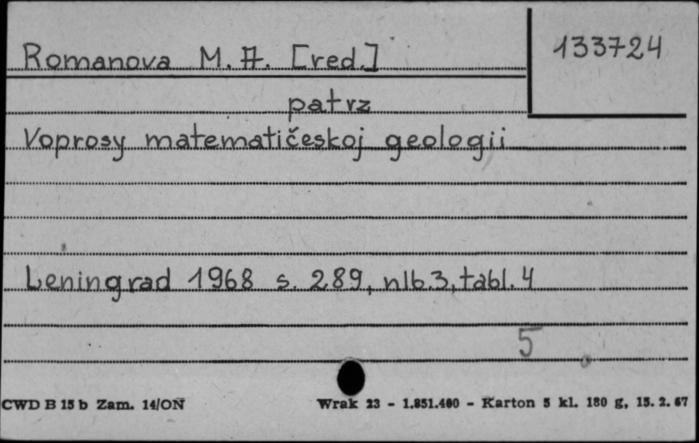 Romanova M. A. [red.]
133724
patrz
Voprosy matematičeskoj geologii
Leningrad 1968 s. 289, nlb.3, tabl. 4
5
CWD B 15 b Zam. 14/ON Wrak 23 - 1.851.400 - Karton 5 kl. 180 g, 15. 2. 67